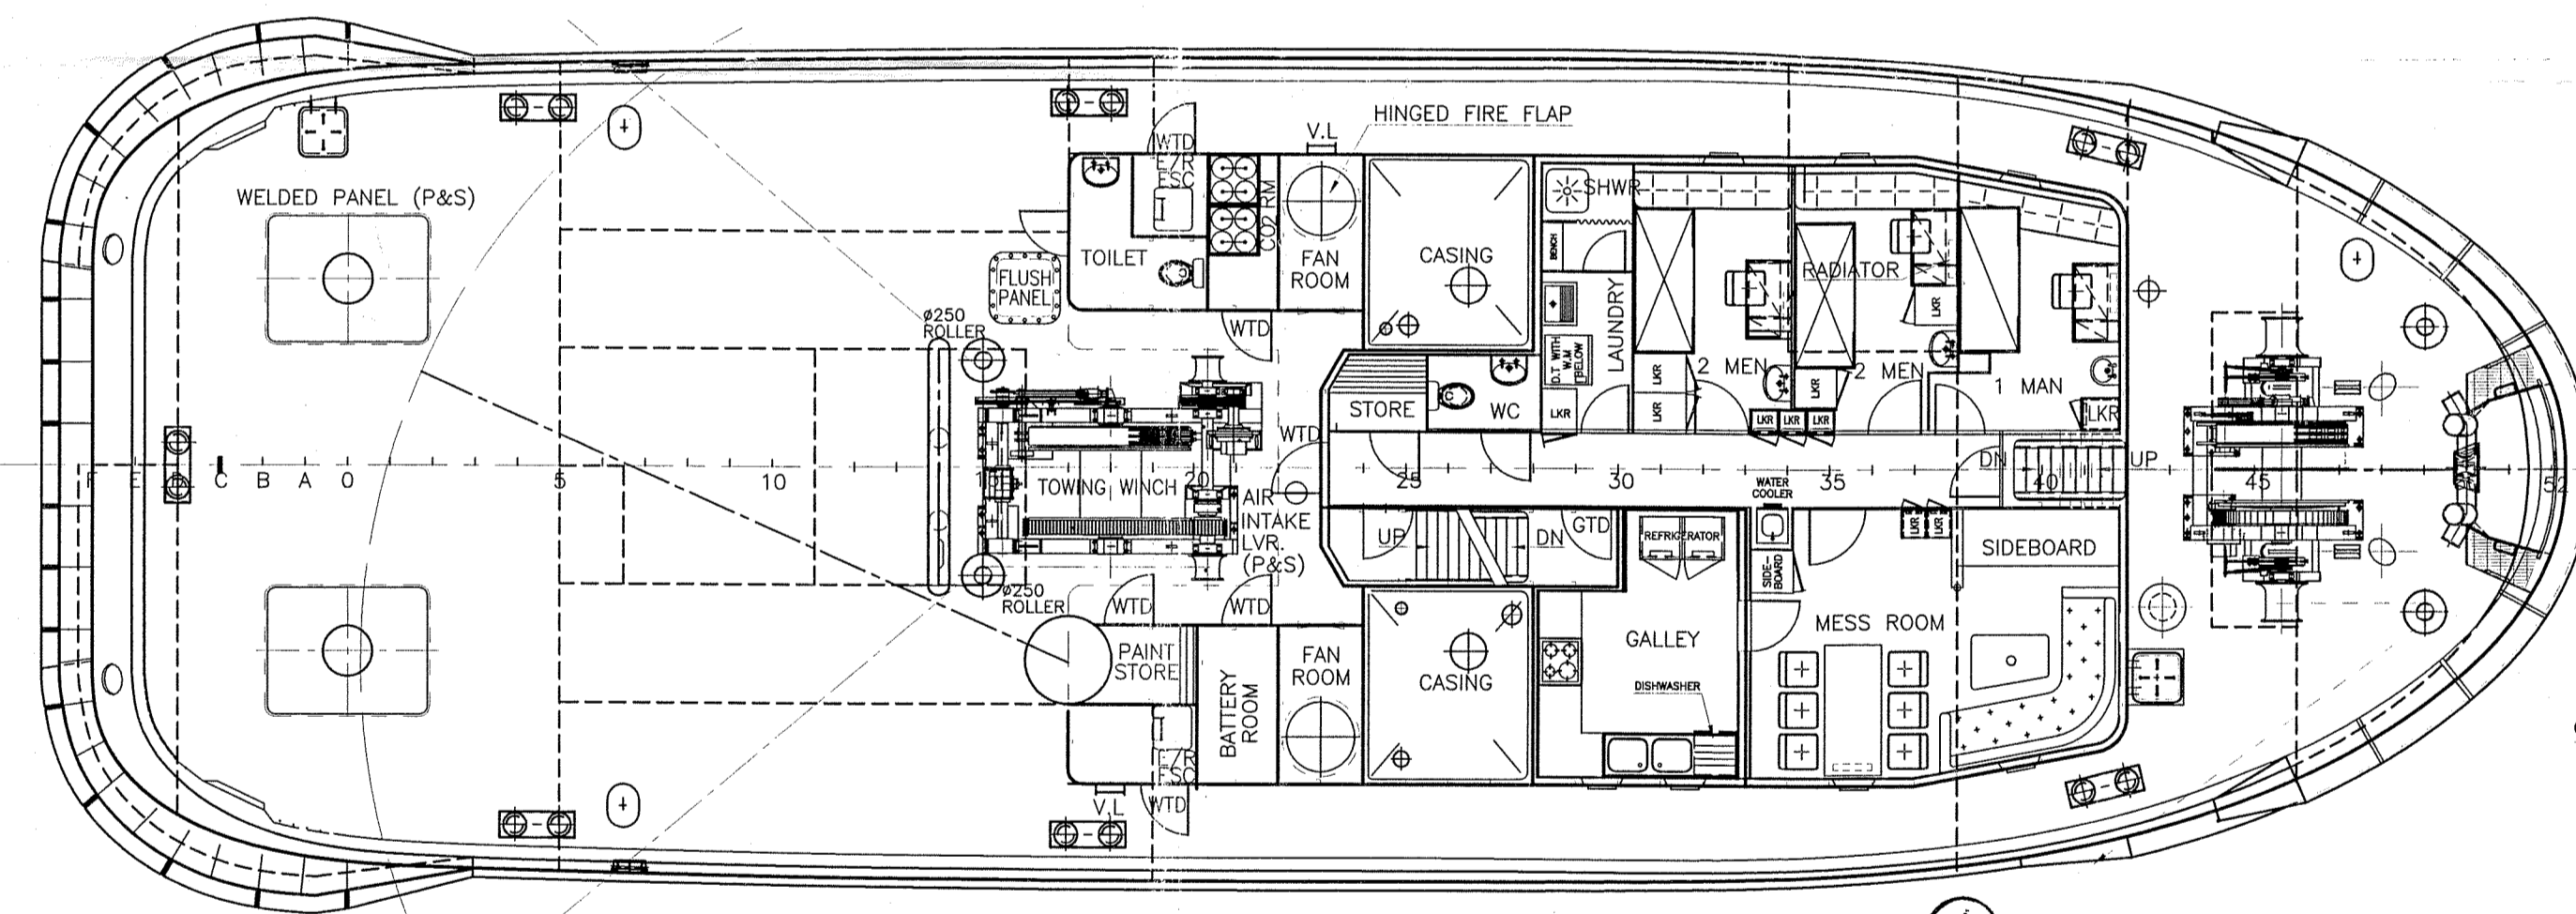 HINGED FIRE FLAP
V.L
WTD
E/R
ESC
WELDED PANEL (P&S)
CO2 RM
SHWR
TOILET
FAN
ROOM
CASING
BENCH
LAUNDRY
RADIATOR
LKR
FLUSH
PANEL
ø250
ROLLER
WTD
D.T WITH
W.M
BELOW
LKR
LKR
2 MEN
LKR
2 MEN
1 MAN
LKR
STORE
WC
LKR
LKR
LKR
LKR
WTD
F E D C B A 0 5 10 15 20 25 30 35 40 45 52
DN
UP
TOWING WINCH
AIR
INTAKE
LVR.
(P&S)
WATER
COOLER
UP
DN
GTD
REFRIGERATOR
LKR
LKR
SIDEBOARD
SIDE-
BOARD
ø250
ROLLER
WTD
WTD
MESS ROOM
GALLEY
PAINT
STORE
BATTERY
ROOM
FAN
ROOM
CASING
DISHWASHER
E/R
ESC
V.L
WTD